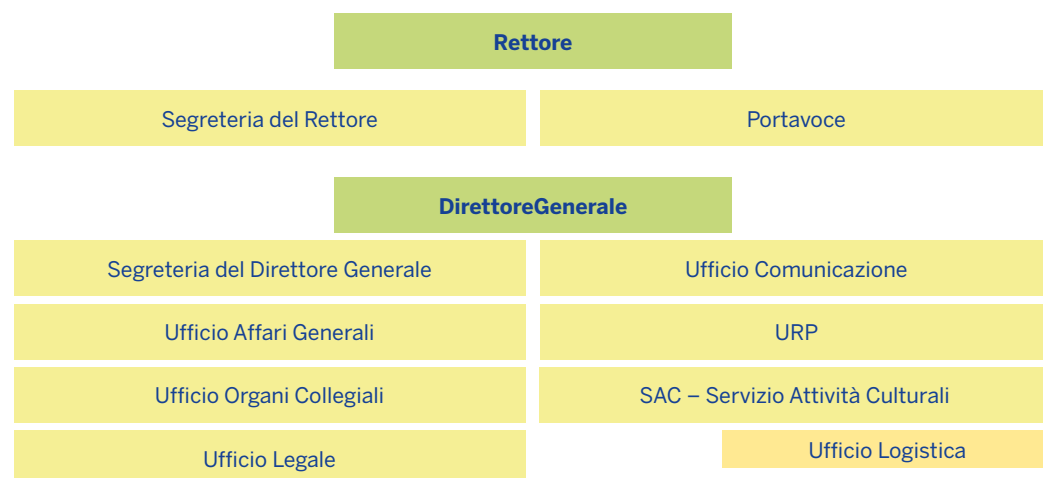 Rettore
Segreteria del Rettore
Portavoce
DirettoreGenerale
Segreteria del Direttore Generale
Ufficio Comunicazione
Ufficio Affari Generali
URP
Ufficio Organi Collegiali
SAC – Servizio Attività Culturali
Ufficio Legale
Ufficio Logistica